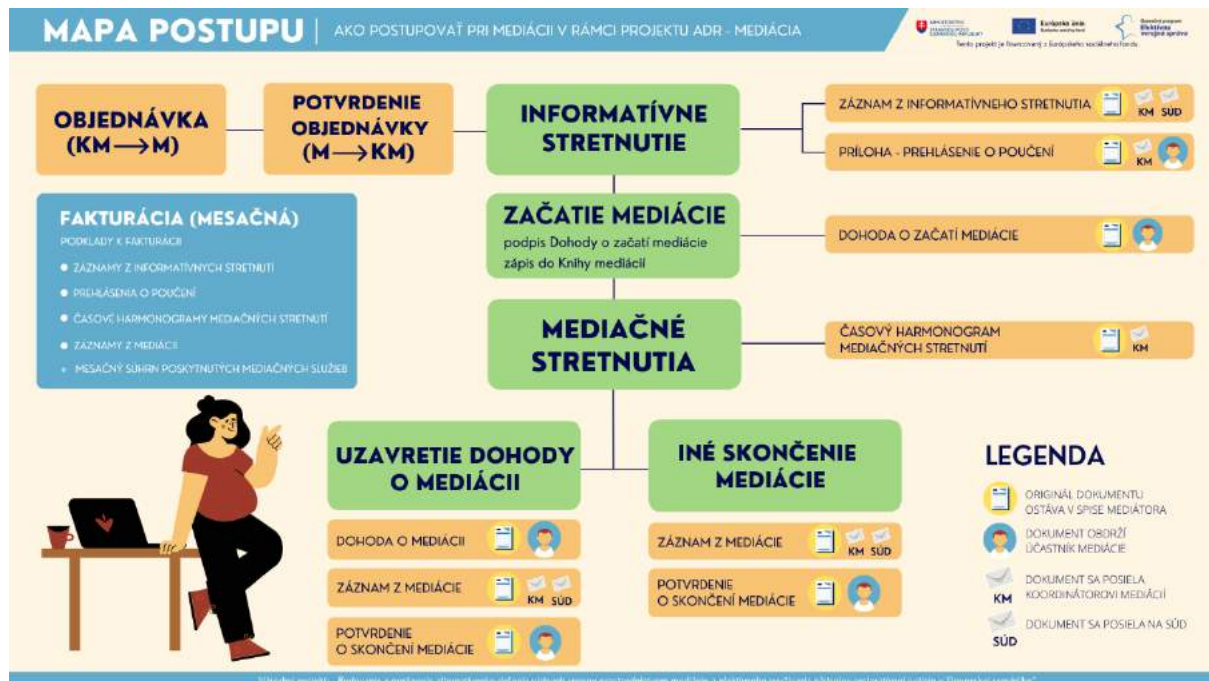 MAPA POSTUPU
AKO POSTUPOVAŤ PRI MEDIÁCII V RÁMCI PROJEKTU ADR - MEDIÁCIA
Európska únia
Efektívna
verejná správa
Tento projekt je financovaný z Európskeho sociálneho fondu
OBJEDNÁVKA
(KM→M)
POTVRDENIE
OBJEDNÁVKY
(M→KM)
INFORMATÍVNE
STRETNUTIE
ZÁZNAM Z INFORMATÍVNEHO STRETNUTIA
KM SÚD
PRÍLOHA - PREHLÁSENIE O POUČENÍ
KM
FAKTURÁCIA (MESAČNÁ)
PODKLADY K FAKTURÁCII
ZÁZNAMY Z INFORMATÍVNYCH STRETNUTÍ
PREHLÁSENIA O POUČENÍ
ČASOVÉ HARMONOGRAMY MEDIAČNÝCH STRETNUTÍ
ZÁZNAMY Z MEDIÁCII
MESAČNÝ SÚHRN POSKYTNUTÝCH MEDIAČNÝCH SLUŽIEB
ZAČATIE MEDIÁCIE
podpis Dohody o začatí mediácie
zápis do Knihy mediácií
DOHODA O ZAČATÍ MEDIÁCIE
MEDIAČNÉ
STRETNUTIA
ČASOVÝ HARMONOGRAM
MEDIAČNÝCH STRETNUTÍ
KM
UZAVRETIE DOHODY
O MEDIÁCII
DOHODA O MEDIÁCII
ZÁZNAM Z MEDIÁCIE
KM SÚD
POTVRDENIE
O SKONČENÍ MEDIÁCIE
INÉ SKONČENIE
MEDIÁCIE
ZÁZNAM Z MEDIÁCIE
KM SÚD
POTVRDENIE
O SKONČENÍ MEDIÁCIE
LEGENDA
ORIGINÁL DOKUMENTU
OSTÁVA V SPISE MEDIÁTORA
DOKUMENT OBDRŽÍ
ÚČASTNÍK MEDIÁCIE
DOKUMENT SA POSIELA
KOORDINÁTOROVI MEDIÁCIÍ
KM
DOKUMENT SA POSIELA NA SÚD
SÚD